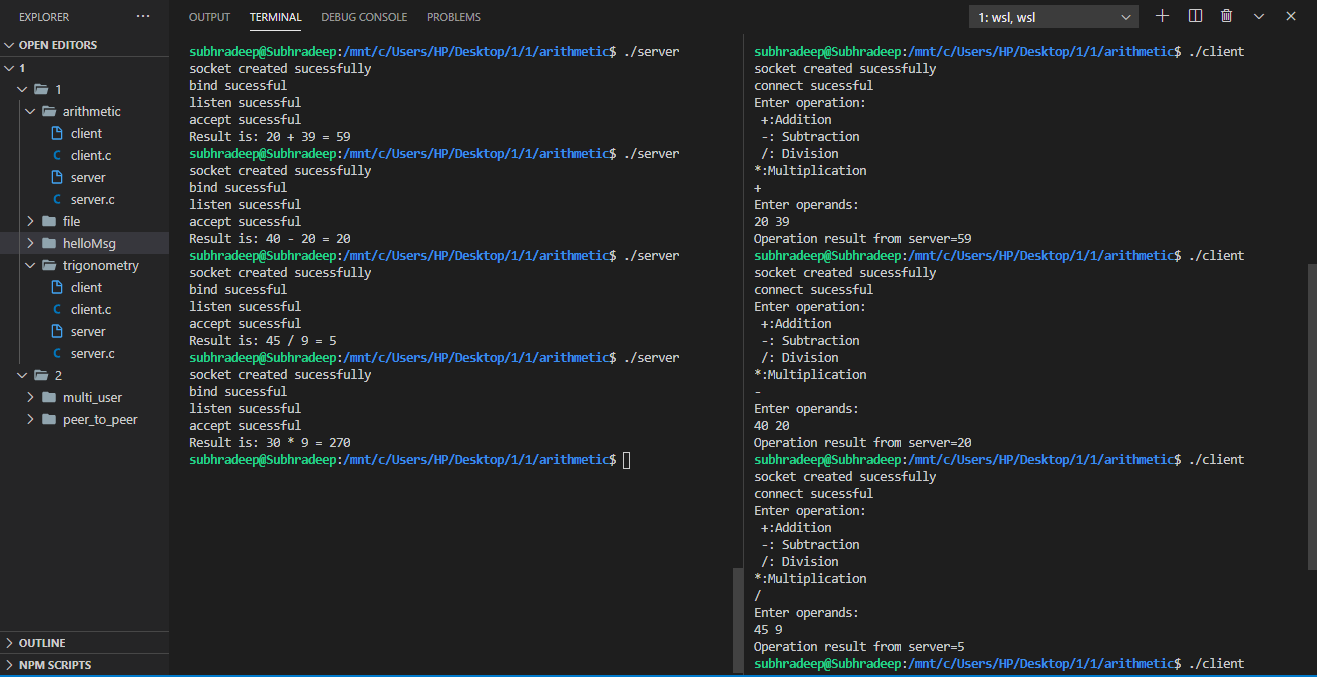 EXPLORER ...
OPEN EDITORS
1
1
arithmetic
client
C client.c
server
C server.c
file
helloMsg
trigonometry
client
C client.c
server
C server.c
2
multi_user
peer_to_peer
OUTLINE
NPM SCRIPTS
OUTPUT TERMINAL DEBUG CONSOLE PROBLEMS
1: wsl, wsl
subhradeep@Subhradeep:/mnt/c/Users/HP/Desktop/1/1/arithmetic$ ./server
socket created sucessfully
bind sucessful
listen sucessful
accept sucessful
Result is: 20 + 39 = 59
subhradeep@Subhradeep:/mnt/c/Users/HP/Desktop/1/1/arithmetic$ ./server
socket created sucessfully
bind sucessful
listen sucessful
accept sucessful
Result is: 40 - 20 = 20
subhradeep@Subhradeep:/mnt/c/Users/HP/Desktop/1/1/arithmetic$ ./server
socket created sucessfully
bind sucessful
listen sucessful
accept sucessful
Result is: 45 / 9 = 5
subhradeep@Subhradeep:/mnt/c/Users/HP/Desktop/1/1/arithmetic$ ./server
socket created sucessfully
bind sucessful
listen sucessful
accept sucessful
Result is: 30 * 9 = 270
subhradeep@Subhradeep:/mnt/c/Users/HP/Desktop/1/1/arithmetic$
subhradeep@Subhradeep:/mnt/c/Users/HP/Desktop/1/1/arithmetic$ ./client
socket created sucessfully
connect sucessful
Enter operation:
+:Addition
-: Subtraction
/: Division
*:Multiplication
+
Enter operands:
20 39
Operation result from server=59
subhradeep@Subhradeep:/mnt/c/Users/HP/Desktop/1/1/arithmetic$ ./client
socket created sucessfully
connect sucessful
Enter operation:
+:Addition
-: Subtraction
/: Division
*:Multiplication
-
Enter operands:
40 20
Operation result from server=20
subhradeep@Subhradeep:/mnt/c/Users/HP/Desktop/1/1/arithmetic$ ./client
socket created sucessfully
connect sucessful
Enter operation:
+:Addition
-: Subtraction
/: Division
*:Multiplication
/
Enter operands:
45 9
Operation result from server=5
subhradeep@Subhradeep:/mnt/c/Users/HP/Desktop/1/1/arithmetic$ ./client